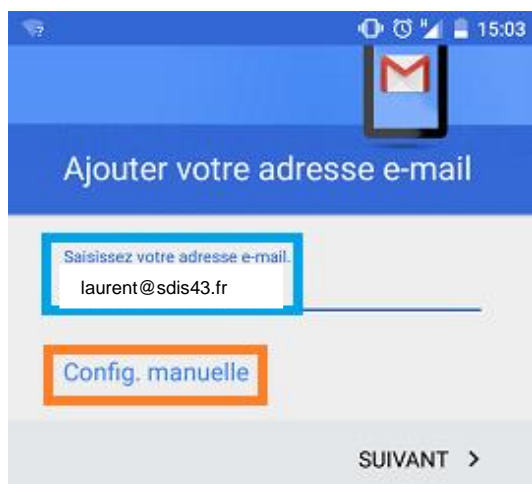 15:03
Ajouter votre adresse e-mail
Saisissez votre adresse e-mail.
laurent@sdis43.fr
Config. manuelle
SUIVANT >